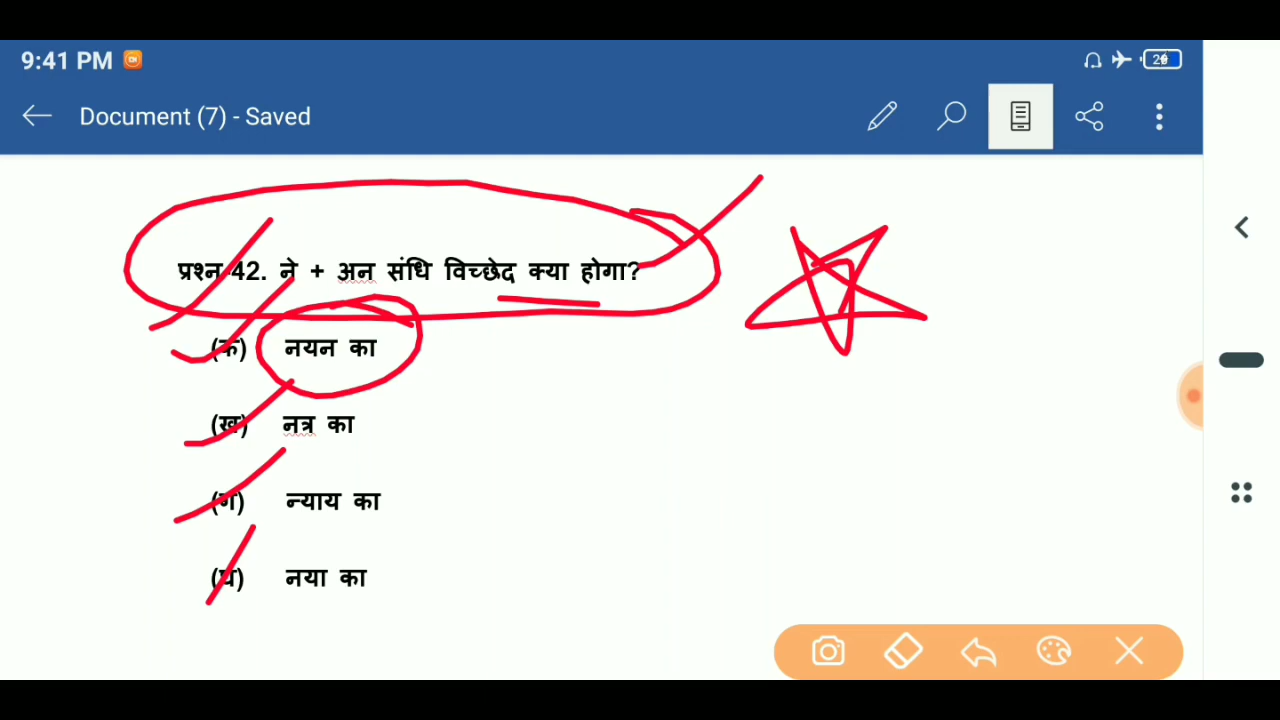 9:41 PM
Document (7) - Saved
प्रश्न 42. ने + अन संधि विच्छेद क्या होगा?
(क) नयन का
(ख) नत्र का
(ग) न्याय का
(घ) नया का